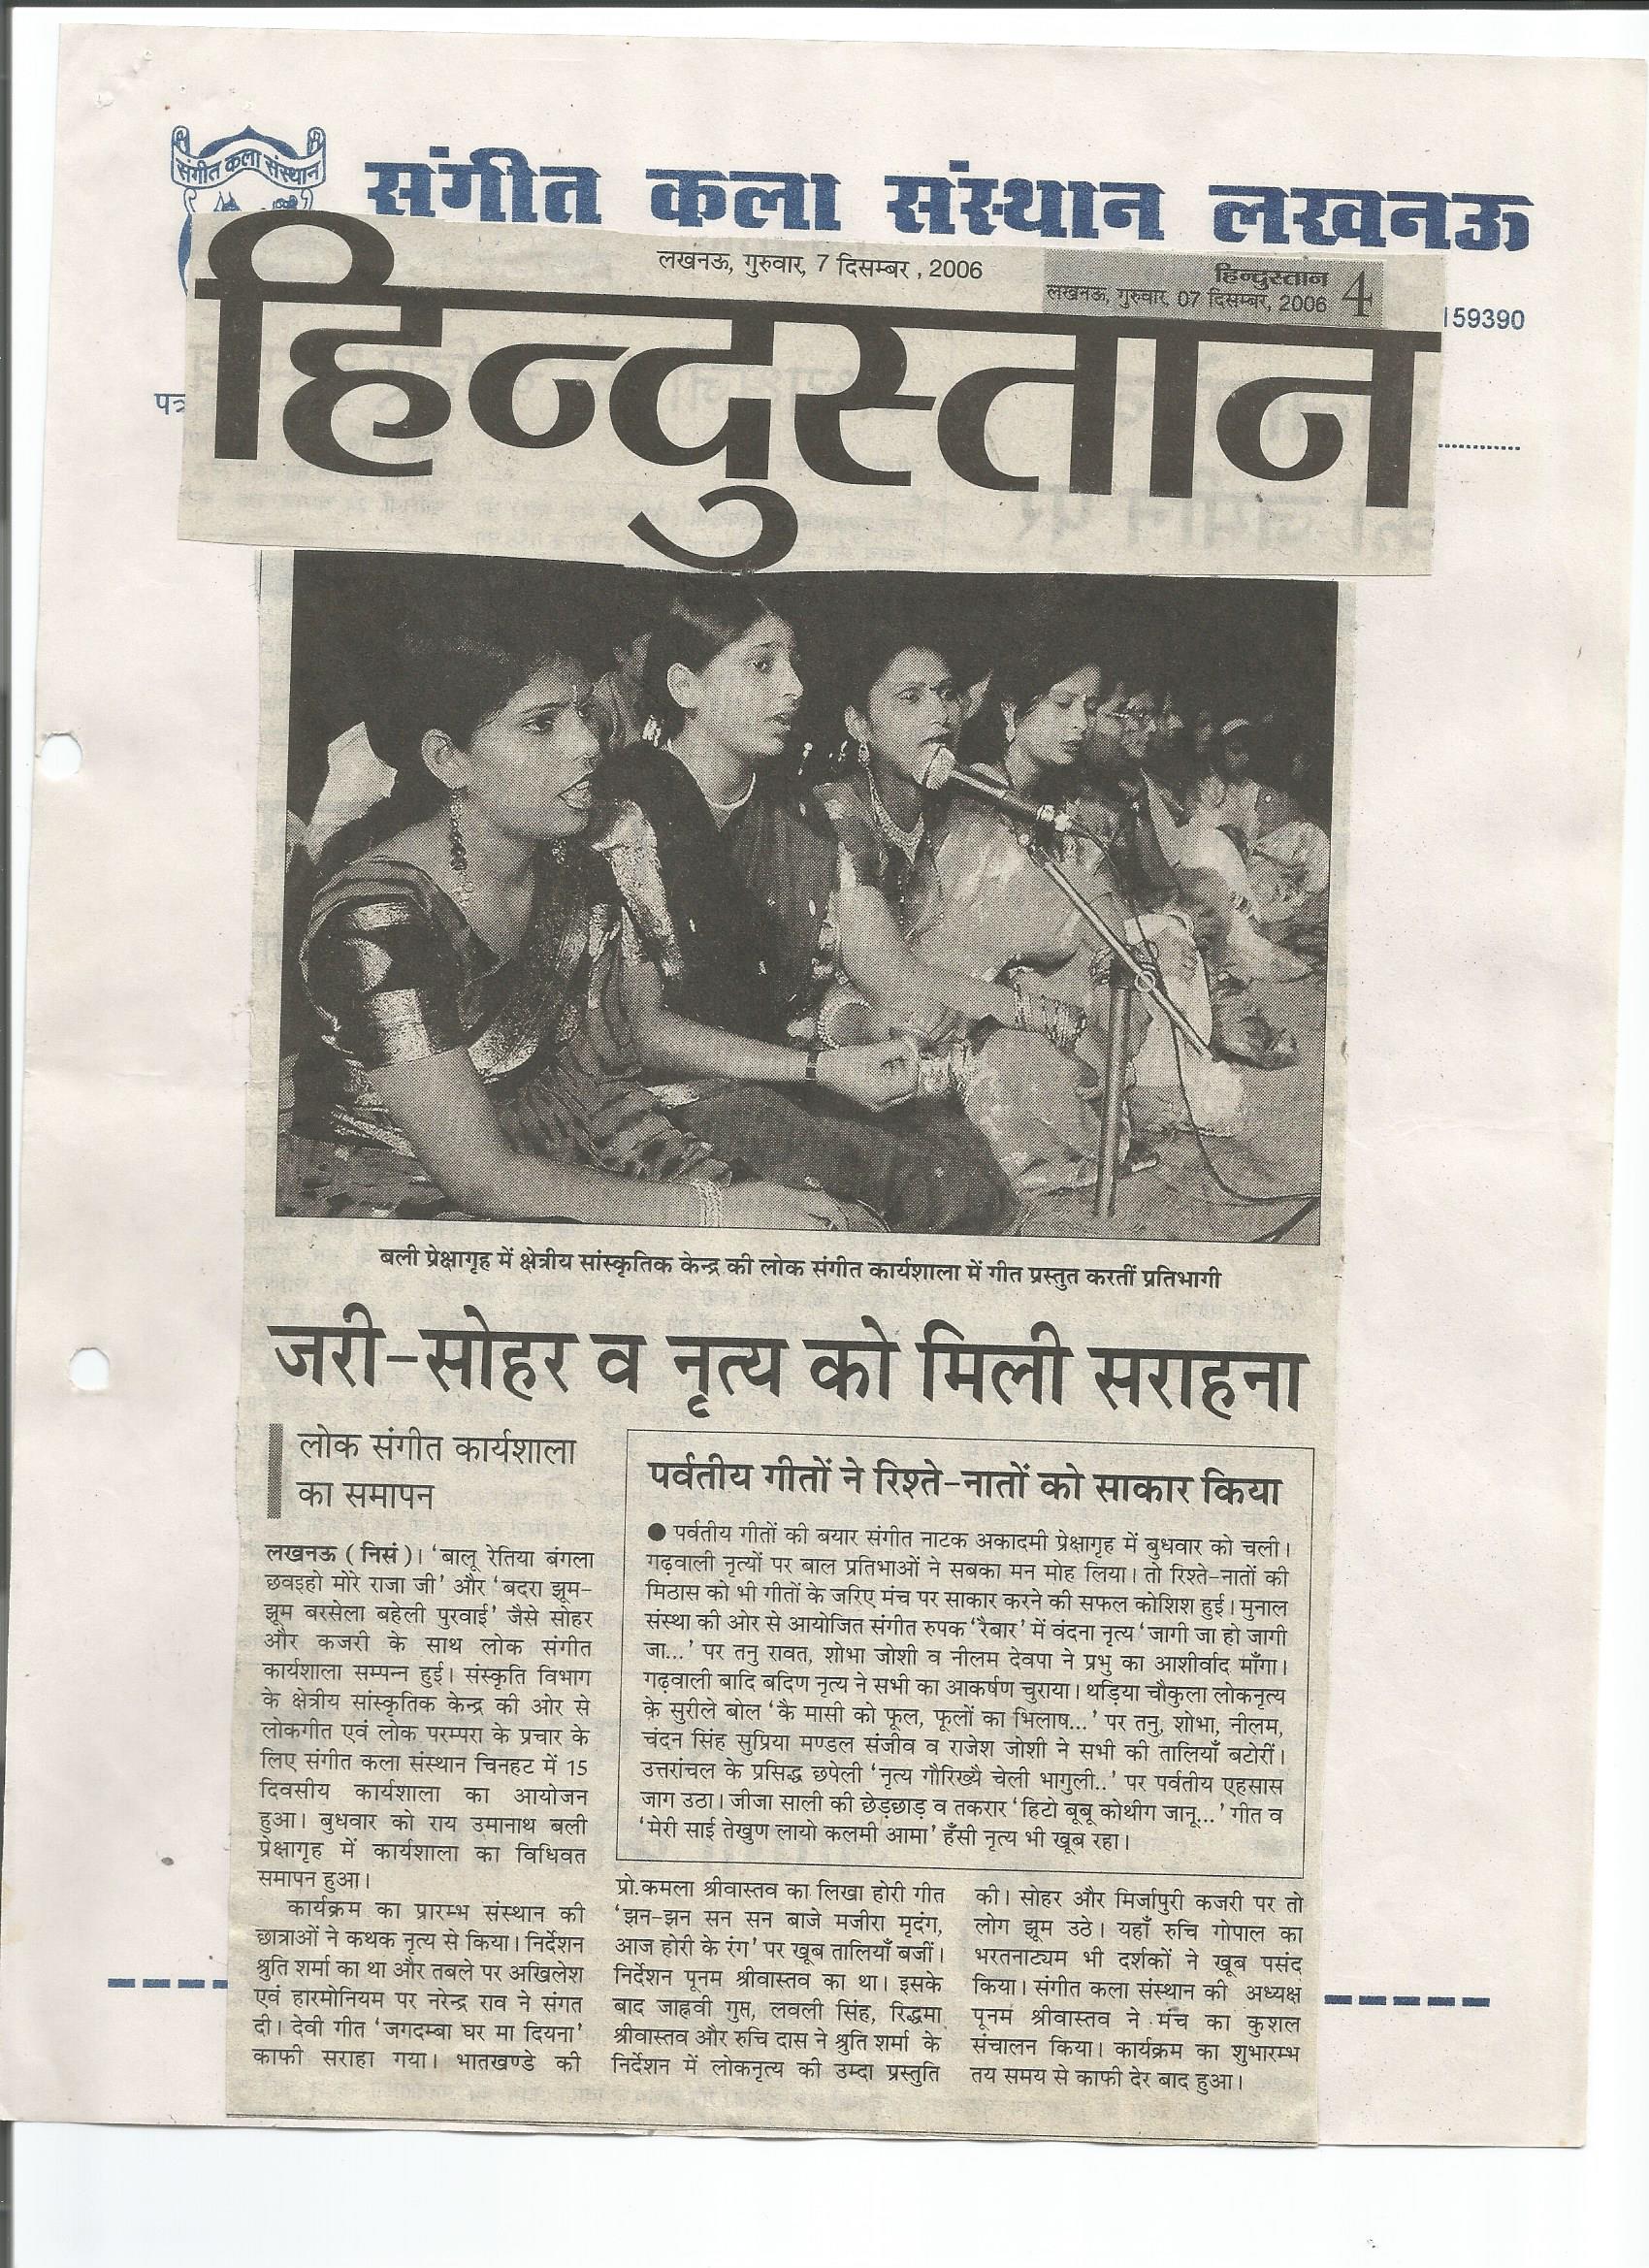 संगीत कला संस्थान
संगीत कला संस्थान लखनऊ
लखनऊ, गुरुवार, 7 दिसम्बर, 2006
हिन्दुस्तान
लखनऊ, गुरुवार, 07 दिसम्बर, 2006 4
159390
पत्र
हिन्दुस्तान
बली प्रेक्षागृह में क्षेत्रीय सांस्कृतिक केन्द्र की लोक संगीत कार्यशाला में गीत प्रस्तुत करतीं प्रतिभागी
जरी-सोहर व नृत्य को मिली सराहना
लोक संगीत कार्यशाला
का समापन
लखनऊ (निसं)। 'बालू रेतिया बंगला
छवइहो मोरे राजा जी' और 'बदरा झूम-
झूम बरसेला बहेली पुरवाई' जैसे सोहर
और कजरी के साथ लोक संगीत
कार्यशाला सम्पन्न हुई। संस्कृति विभाग
के क्षेत्रीय सांस्कृतिक केन्द्र की ओर से
लोकगीत एवं लोक परम्परा के प्रचार के
लिए संगीत कला संस्थान चिनहट में 15
दिवसीय कार्यशाला का आयोजन
हुआ। बुधवार को राय उमानाथ बली
प्रेक्षागृह में कार्यशाला का विधिवत
समापन हुआ।
कार्यक्रम का प्रारम्भ संस्थान की
छात्राओं ने कथक नृत्य से किया। निर्देशन
श्रुति शर्मा का था और तबले पर अखिलेश
एवं हारमोनियम पर नरेन्द्र राव ने संगत
दी। देवी गीत 'जगदम्बा घर मा दियना'
काफी सराहा गया। भातखण्डे की
पर्वतीय गीतों ने रिश्ते-नातों को साकार किया
● पर्वतीय गीतों की बयार संगीत नाटक अकादमी प्रेक्षागृह में बुधवार को चली।
गढ़वाली नृत्यों पर बाल प्रतिभाओं ने सबका मन मोह लिया। तो रिश्ते-नातों की
मिठास को भी गीतों के जरिए मंच पर साकार करने की सफल कोशिश हुई। मुनाल
संस्था की ओर से आयोजित संगीत रुपक 'रैबार' में वंदना नृत्य 'जागी जा हो जागी
जा...' पर तनु रावत, शोभा जोशी व नीलम देवपा ने प्रभु का आशीर्वाद माँगा।
गढ़वाली बादि बदिण नृत्य ने सभी का आकर्षण चुराया। थड़िया चौकुला लोकनृत्य
के सुरीले बोल 'कै मासी को फूल, फूलों का भिलाष...' पर तनु, शोभा, नीलम,
चंदन सिंह सुप्रिया मण्डल संजीव व राजेश जोशी ने सभी की तालियाँ बटोरीं।
उत्तरांचल के प्रसिद्ध छपेली 'नृत्य गौरिख्यै चेली भागुली..' पर पर्वतीय एहसास
जाग उठा। जीजा साली की छेड़छाड़ व तकरार 'हिटो बूबू कोथीग जानू...' गीत व
'मेरी साई तेखुण लायो कलमी आमा' हँसी नृत्य भी खूब रहा।
प्रो.कमला श्रीवास्तव का लिखा होरी गीत
'झन-झन सन सन बाजे मजीरा मृदंग,
आज होरी के रंग' पर खूब तालियाँ बजीं।
निर्देशन पूनम श्रीवास्तव का था। इसके
बाद जाह्नवी गुप्त, लवली सिंह, रिद्धमा
श्रीवास्तव और रुचि दास ने श्रुति शर्मा के
निर्देशन में लोकनृत्य की उम्दा प्रस्तुति
की। सोहर और मिर्जापुरी कजरी पर तो
लोग झूम उठे। यहाँ रुचि गोपाल का
भरतनाट्यम भी दर्शकों ने खूब पसंद
किया। संगीत कला संस्थान की अध्यक्ष
पूनम श्रीवास्तव ने मंच का कुशल
संचालन किया। कार्यक्रम का शुभारम्भ
तय समय से काफी देर बाद हुआ।